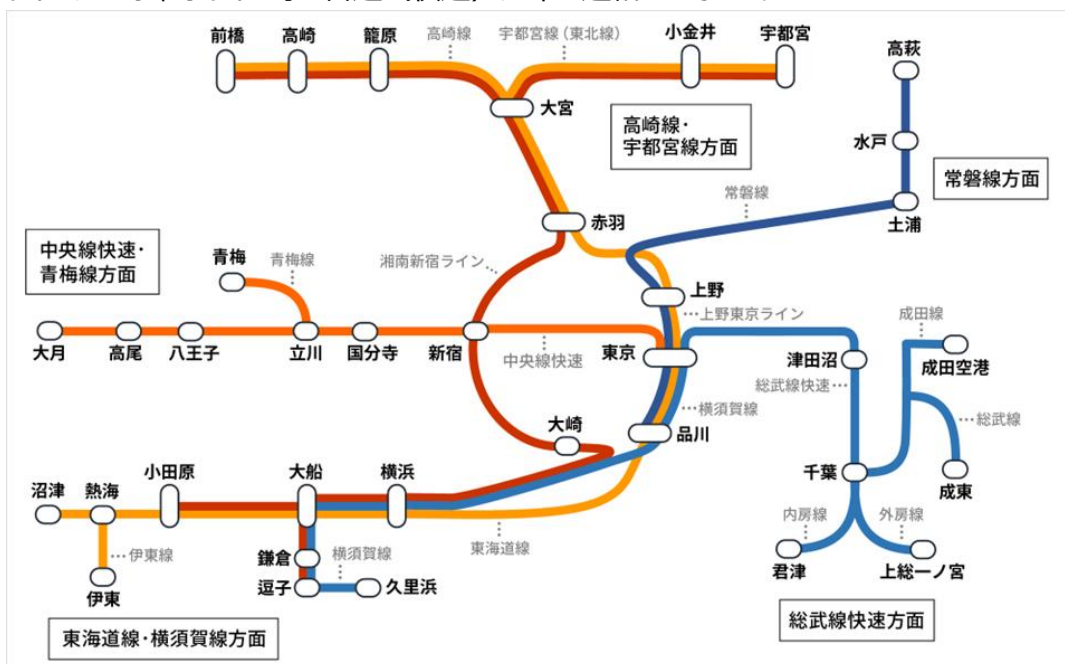 前橋
高崎
籠原
高崎線
宇都宮線（東北線）
小金井
宇都宮
高萩
大宮
高崎線・
宇都宮線方面
水戸
常磐線方面
常磐線
土浦
赤羽
中央線快速・
青梅線方面
青梅
青梅線
湘南新宿ライン
上野
上野東京ライン
成田線
大月
高尾
八王子
立川
国分寺
新宿
中央線快速
東京
津田沼
成田空港
総武線快速
横須賀線
総武線
大崎
品川
千葉
成東
沼津
熱海
小田原
大船
横浜
内房線
外房線
東海道線
伊東線
鎌倉
横須賀線
君津
上総一ノ宮
伊東
逗子
久里浜
東海道線・横須賀線方面
総武線快速方面